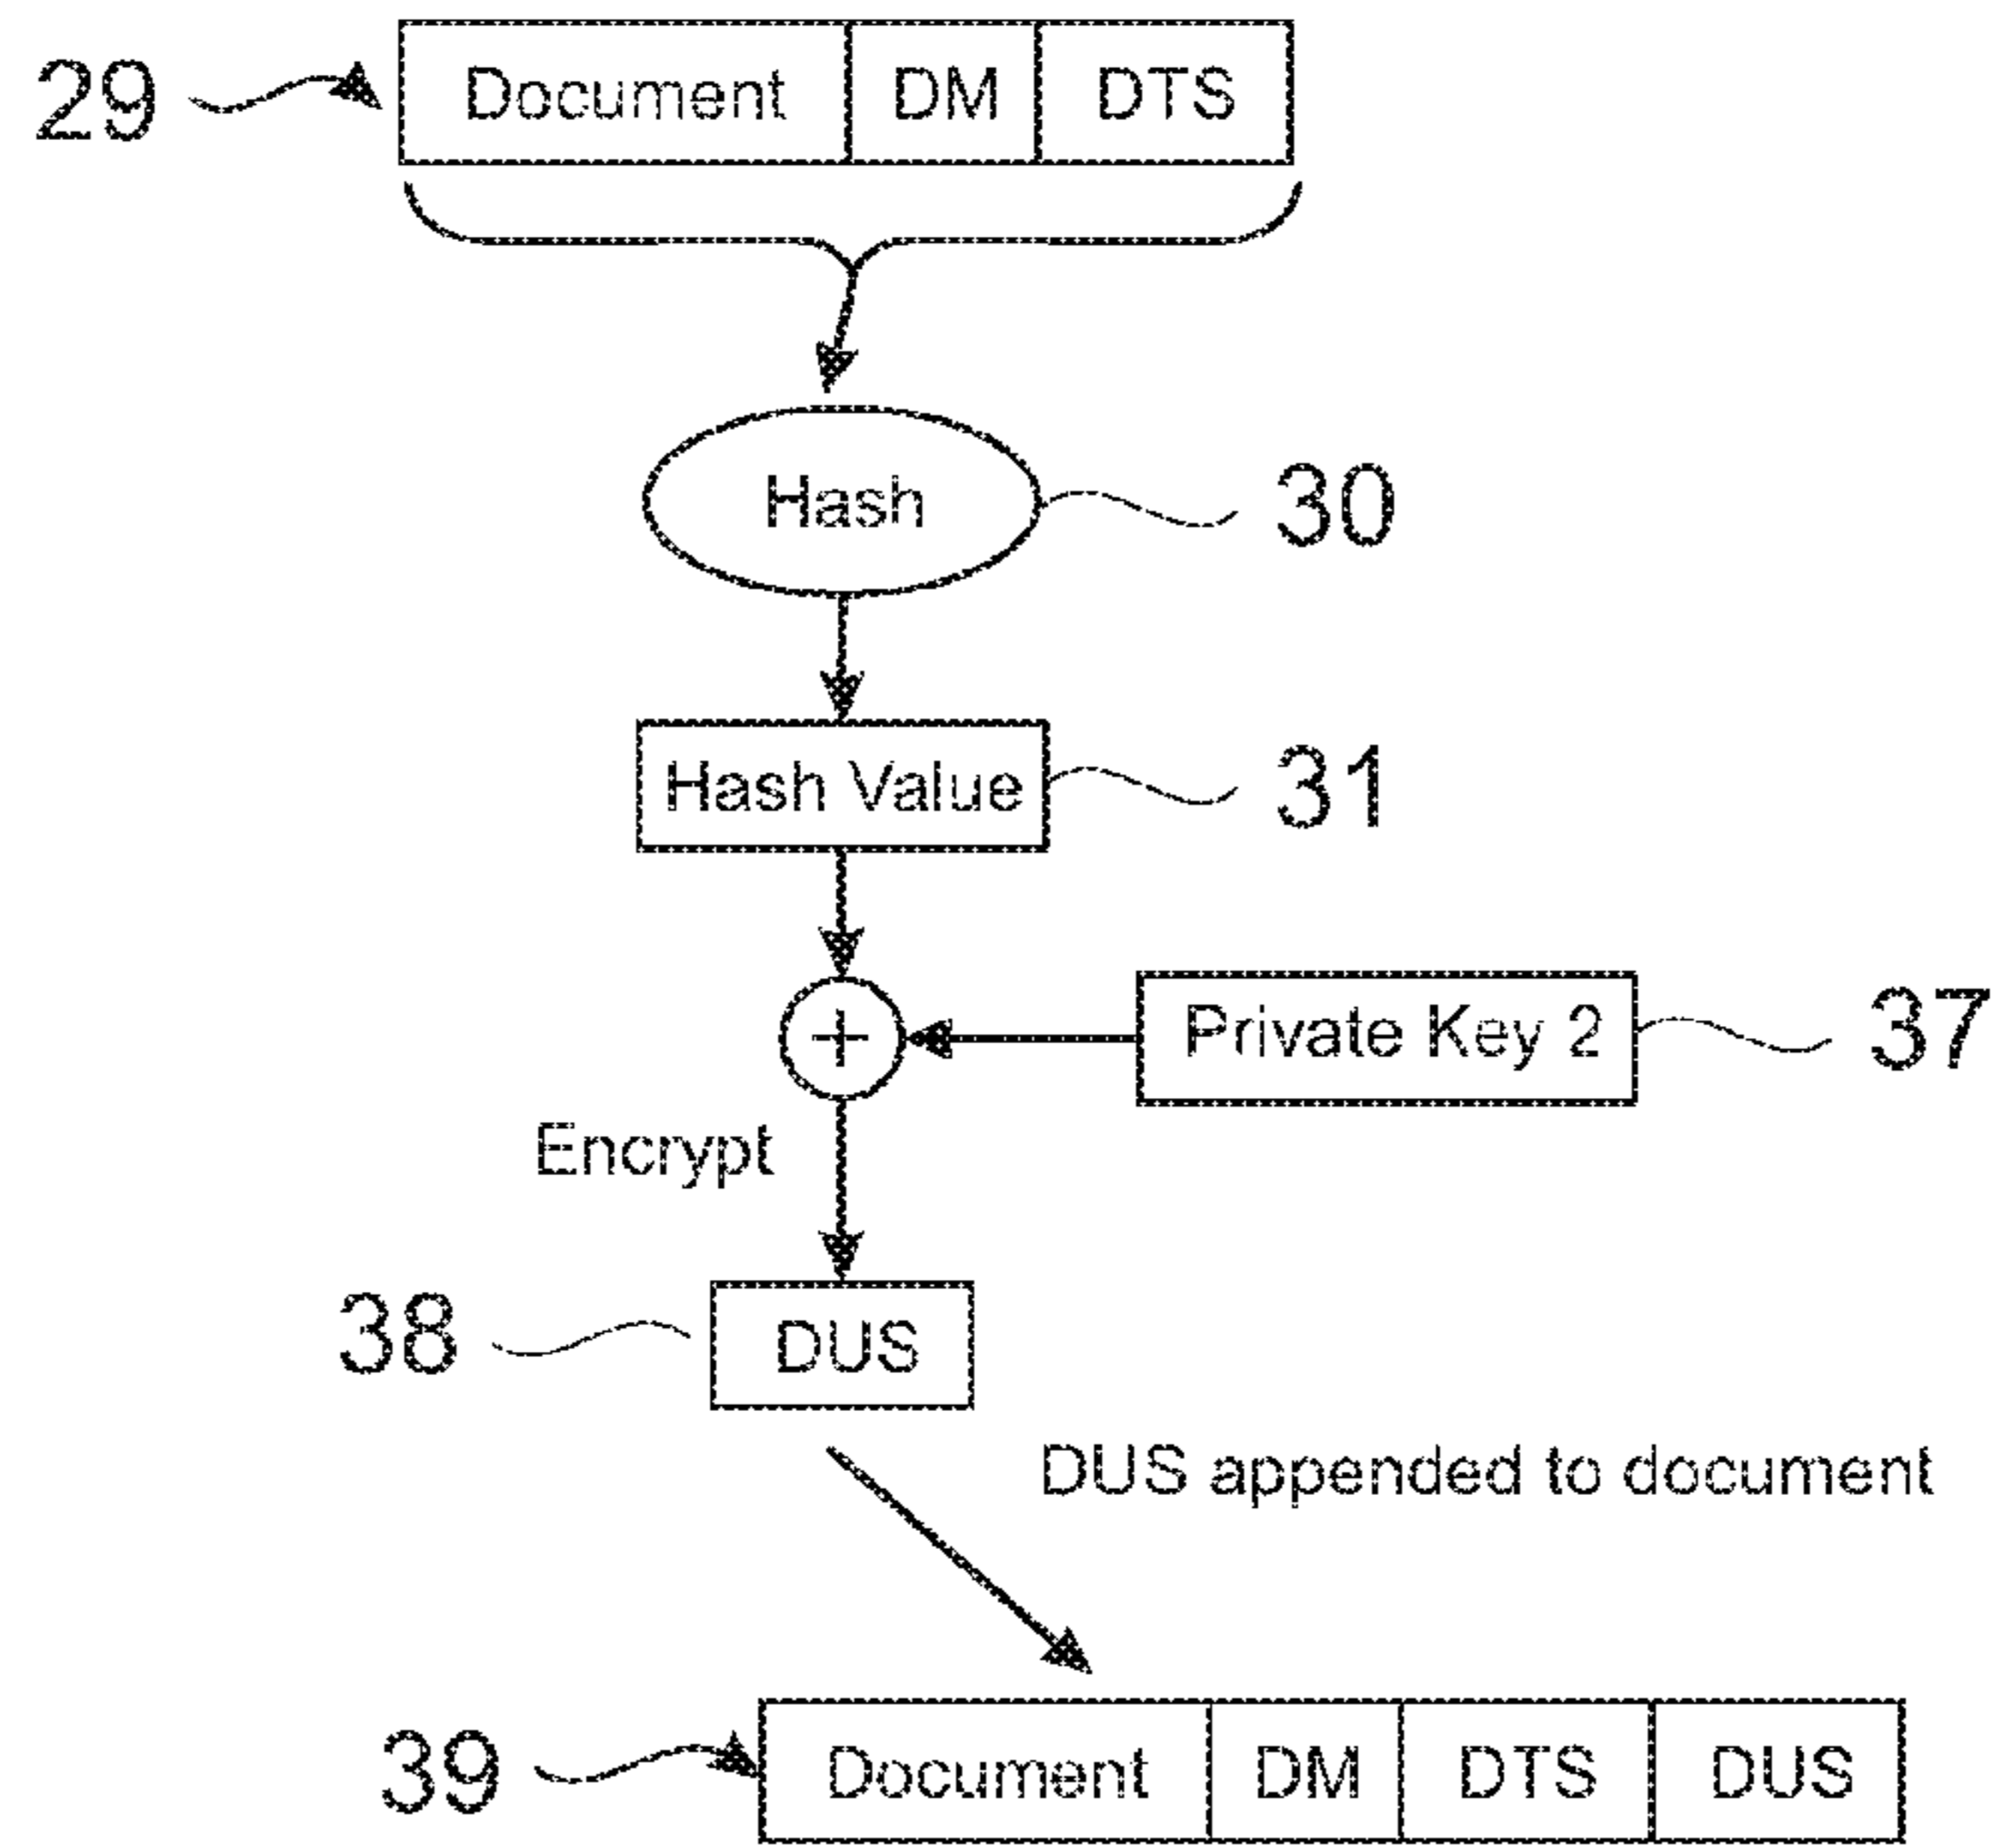 29 Document DM DTS
Hash 30
Hash Value 31
+ Private Key 2 37
Encrypt
38 DUS
DUS appended to document
39 Document DM DTS DUS